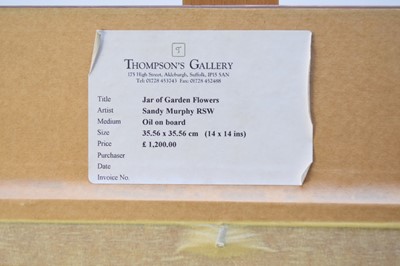 T
THOMPSON'S GALLERY
175 High Street, Aldeburgh, Suffolk, IP15 5AN
Tel: 01728 453743 Fax: 01728 452488
Title Jar of Garden Flowers
Artist Sandy Murphy RSW
Medium Oil on board
Size 35.56 x 35.56 cm (14 x 14 ins)
Price £ 1,200.00
Purchaser
Date
Invoice No.